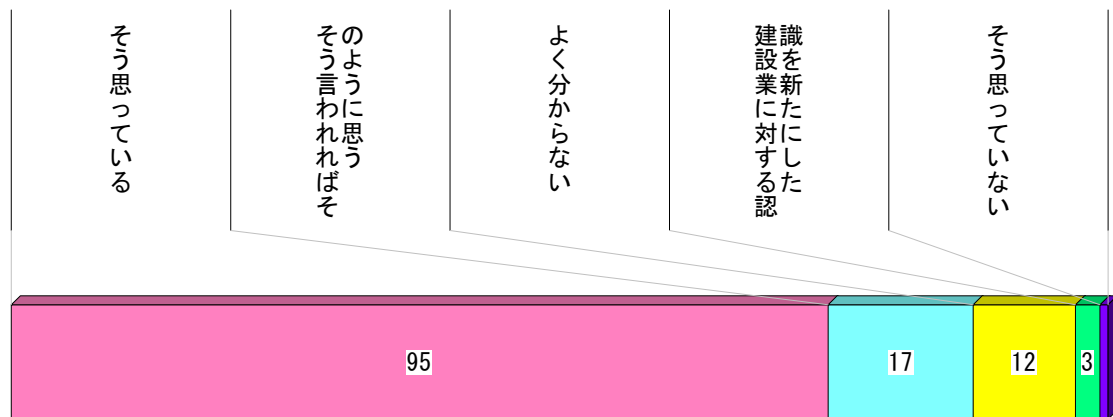 そう思っている
そう言われればそ
のように思う
よく分からない
建設業に対する認
識を新たにした
そう思っていない
95
17
12
3